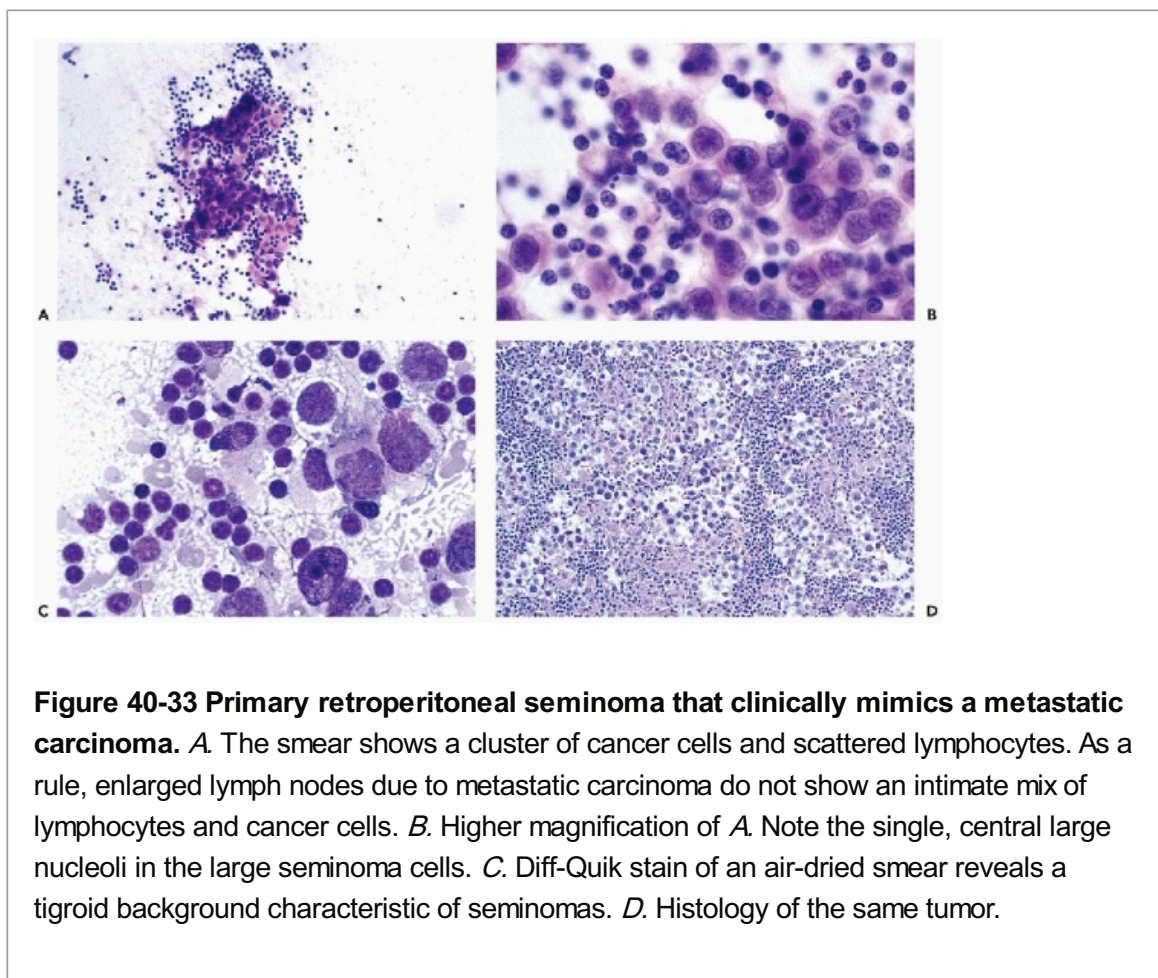 A
B
C
D
Figure 40-33 Primary retroperitoneal seminoma that clinically mimics a metastatic
carcinoma. A. The smear shows a cluster of cancer cells and scattered lymphocytes. As a
rule, enlarged lymph nodes due to metastatic carcinoma do not show an intimate mix of
lymphocytes and cancer cells. B. Higher magnification of A. Note the single, central large
nucleoli in the large seminoma cells. C. Diff-Quik stain of an air-dried smear reveals a
tigroid background characteristic of seminomas. D. Histology of the same tumor.